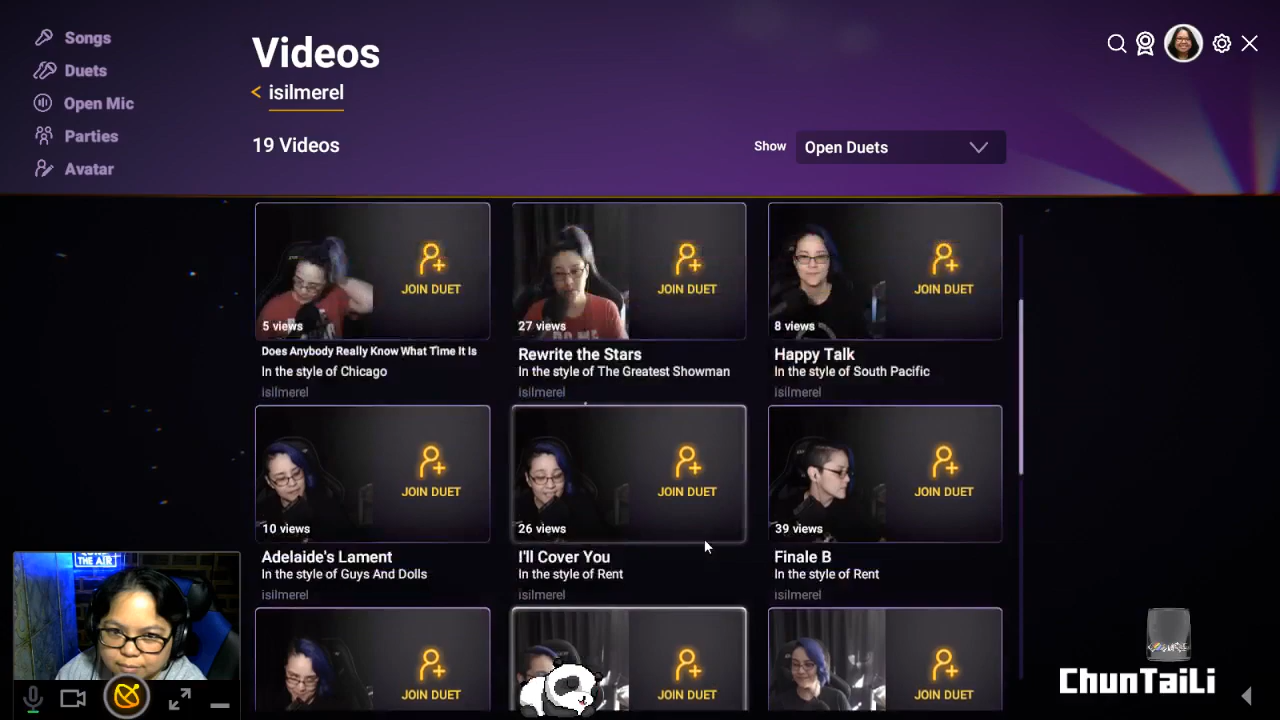 Songs
Duets
Open Mic
Parties
Avatar
Videos
< isilmerel
19 Videos
Show
Open Duets
JOIN DUET
5 views
Does Anybody Really Know What Time It Is
In the style of Chicago
isilmerel
JOIN DUET
27 views
Rewrite the Stars
In the style of The Greatest Showman
isilmerel
JOIN DUET
8 views
Happy Talk
In the style of South Pacific
isilmerel
JOIN DUET
10 views
Adelaide's Lament
In the style of Guys And Dolls
isilmerel
JOIN DUET
26 views
I'll Cover You
In the style of Rent
isilmerel
JOIN DUET
39 views
Finale B
In the style of Rent
isilmerel
JOIN DUET
JOIN DUET
JOIN DUET
THE AIR
ChunTaiLi